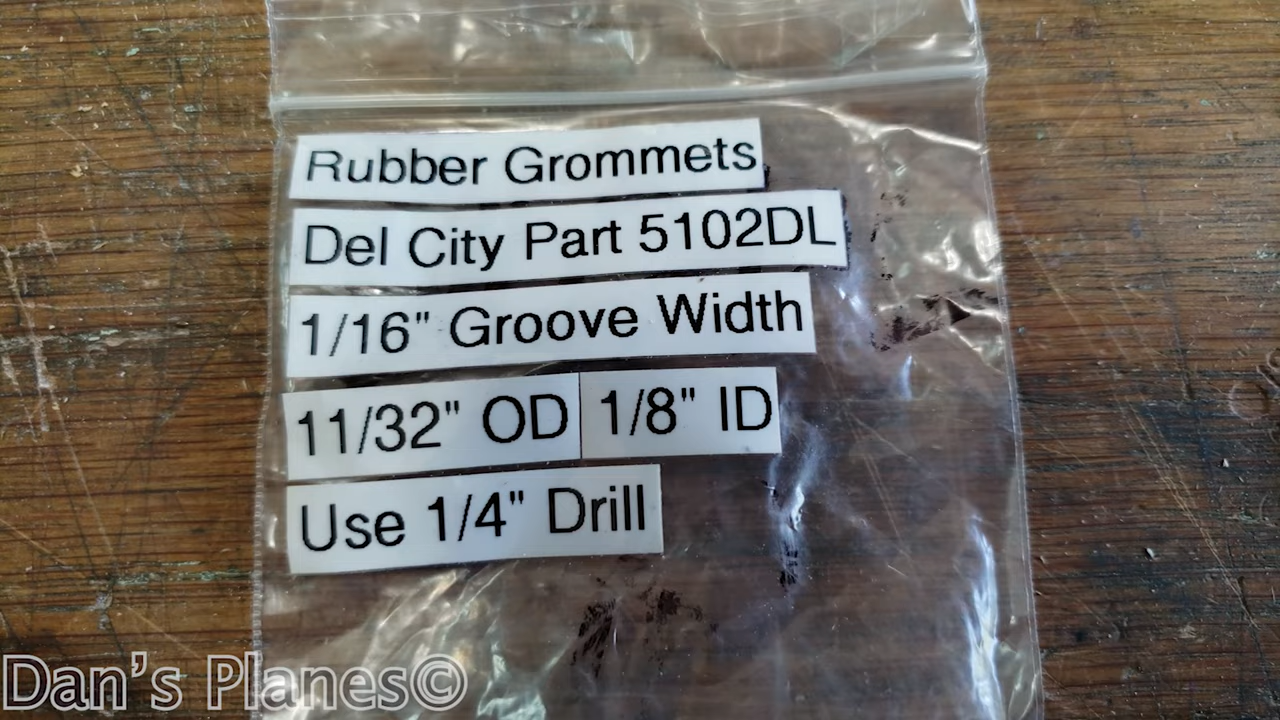 Rubber Grommets
Del City Part 5102DL
1/16" Groove Width
11/32" OD 1/8" ID
Use 1/4" Drill
Dan's Planes©